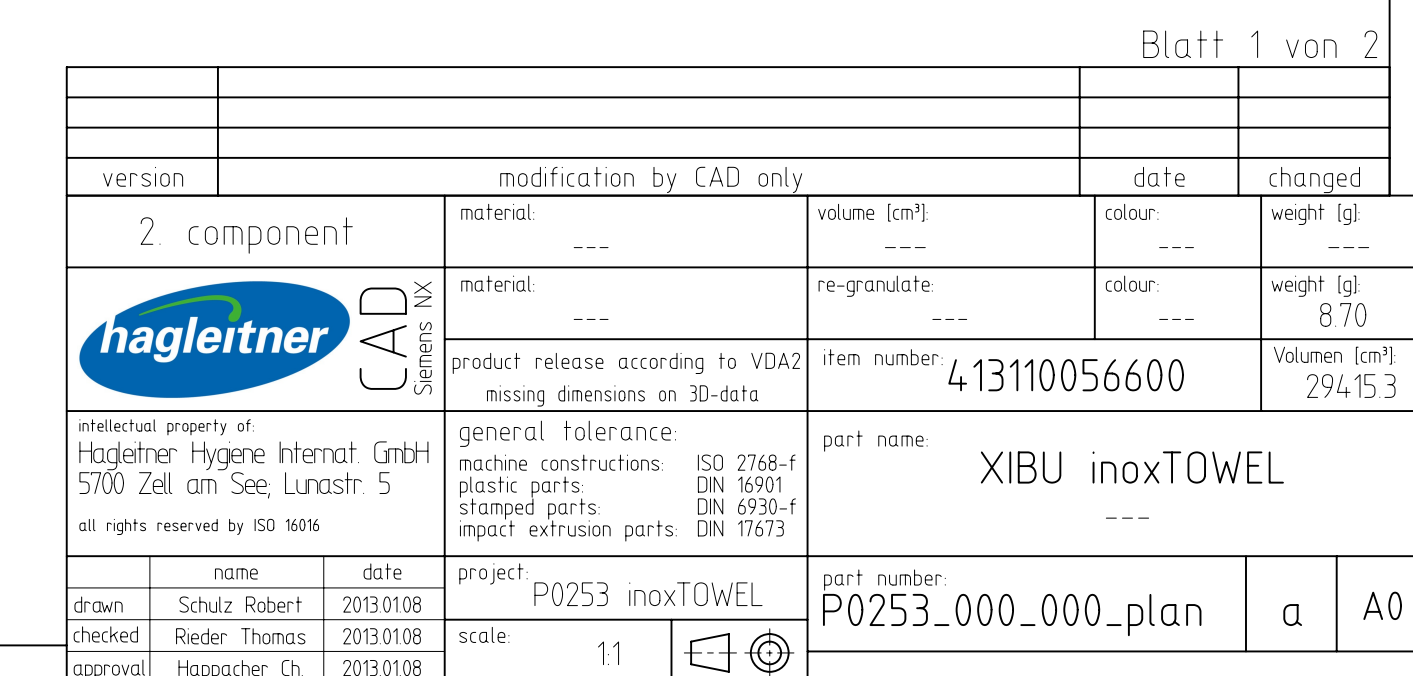 Blatt 1 von 2
version modification by CAD only date changed
2. component
material:
---
volume [cm³]:
---
colour:
---
weight [g]:
---
hagleitner
CAD
Siemens NX
material:
---
re-granulate:
---
colour:
---
weight [g]:
8.70
product release according to VDA2
missing dimensions on 3D-data
item number: 413110056600
Volumen [cm³]:
29415.3
intellectual property of:
Hagleitner Hygiene Internat. GmbH
5700 Zell am See; Lunastr. 5
all rights reserved by ISO 16016
general tolerance:
machine constructions: ISO 2768-f
plastic parts: DIN 16901
stamped parts: DIN 6930-f
impact extrusion parts: DIN 17673
part name:
XIBU inoxTOWEL
---
name date
drawn Schulz Robert 2013.01.08
checked Rieder Thomas 2013.01.08
approval Happacher Ch. 2013.01.08
project:
P0253 inoxTOWEL
scale:
1:1
part number:
P0253_000_000_plan
a
A0